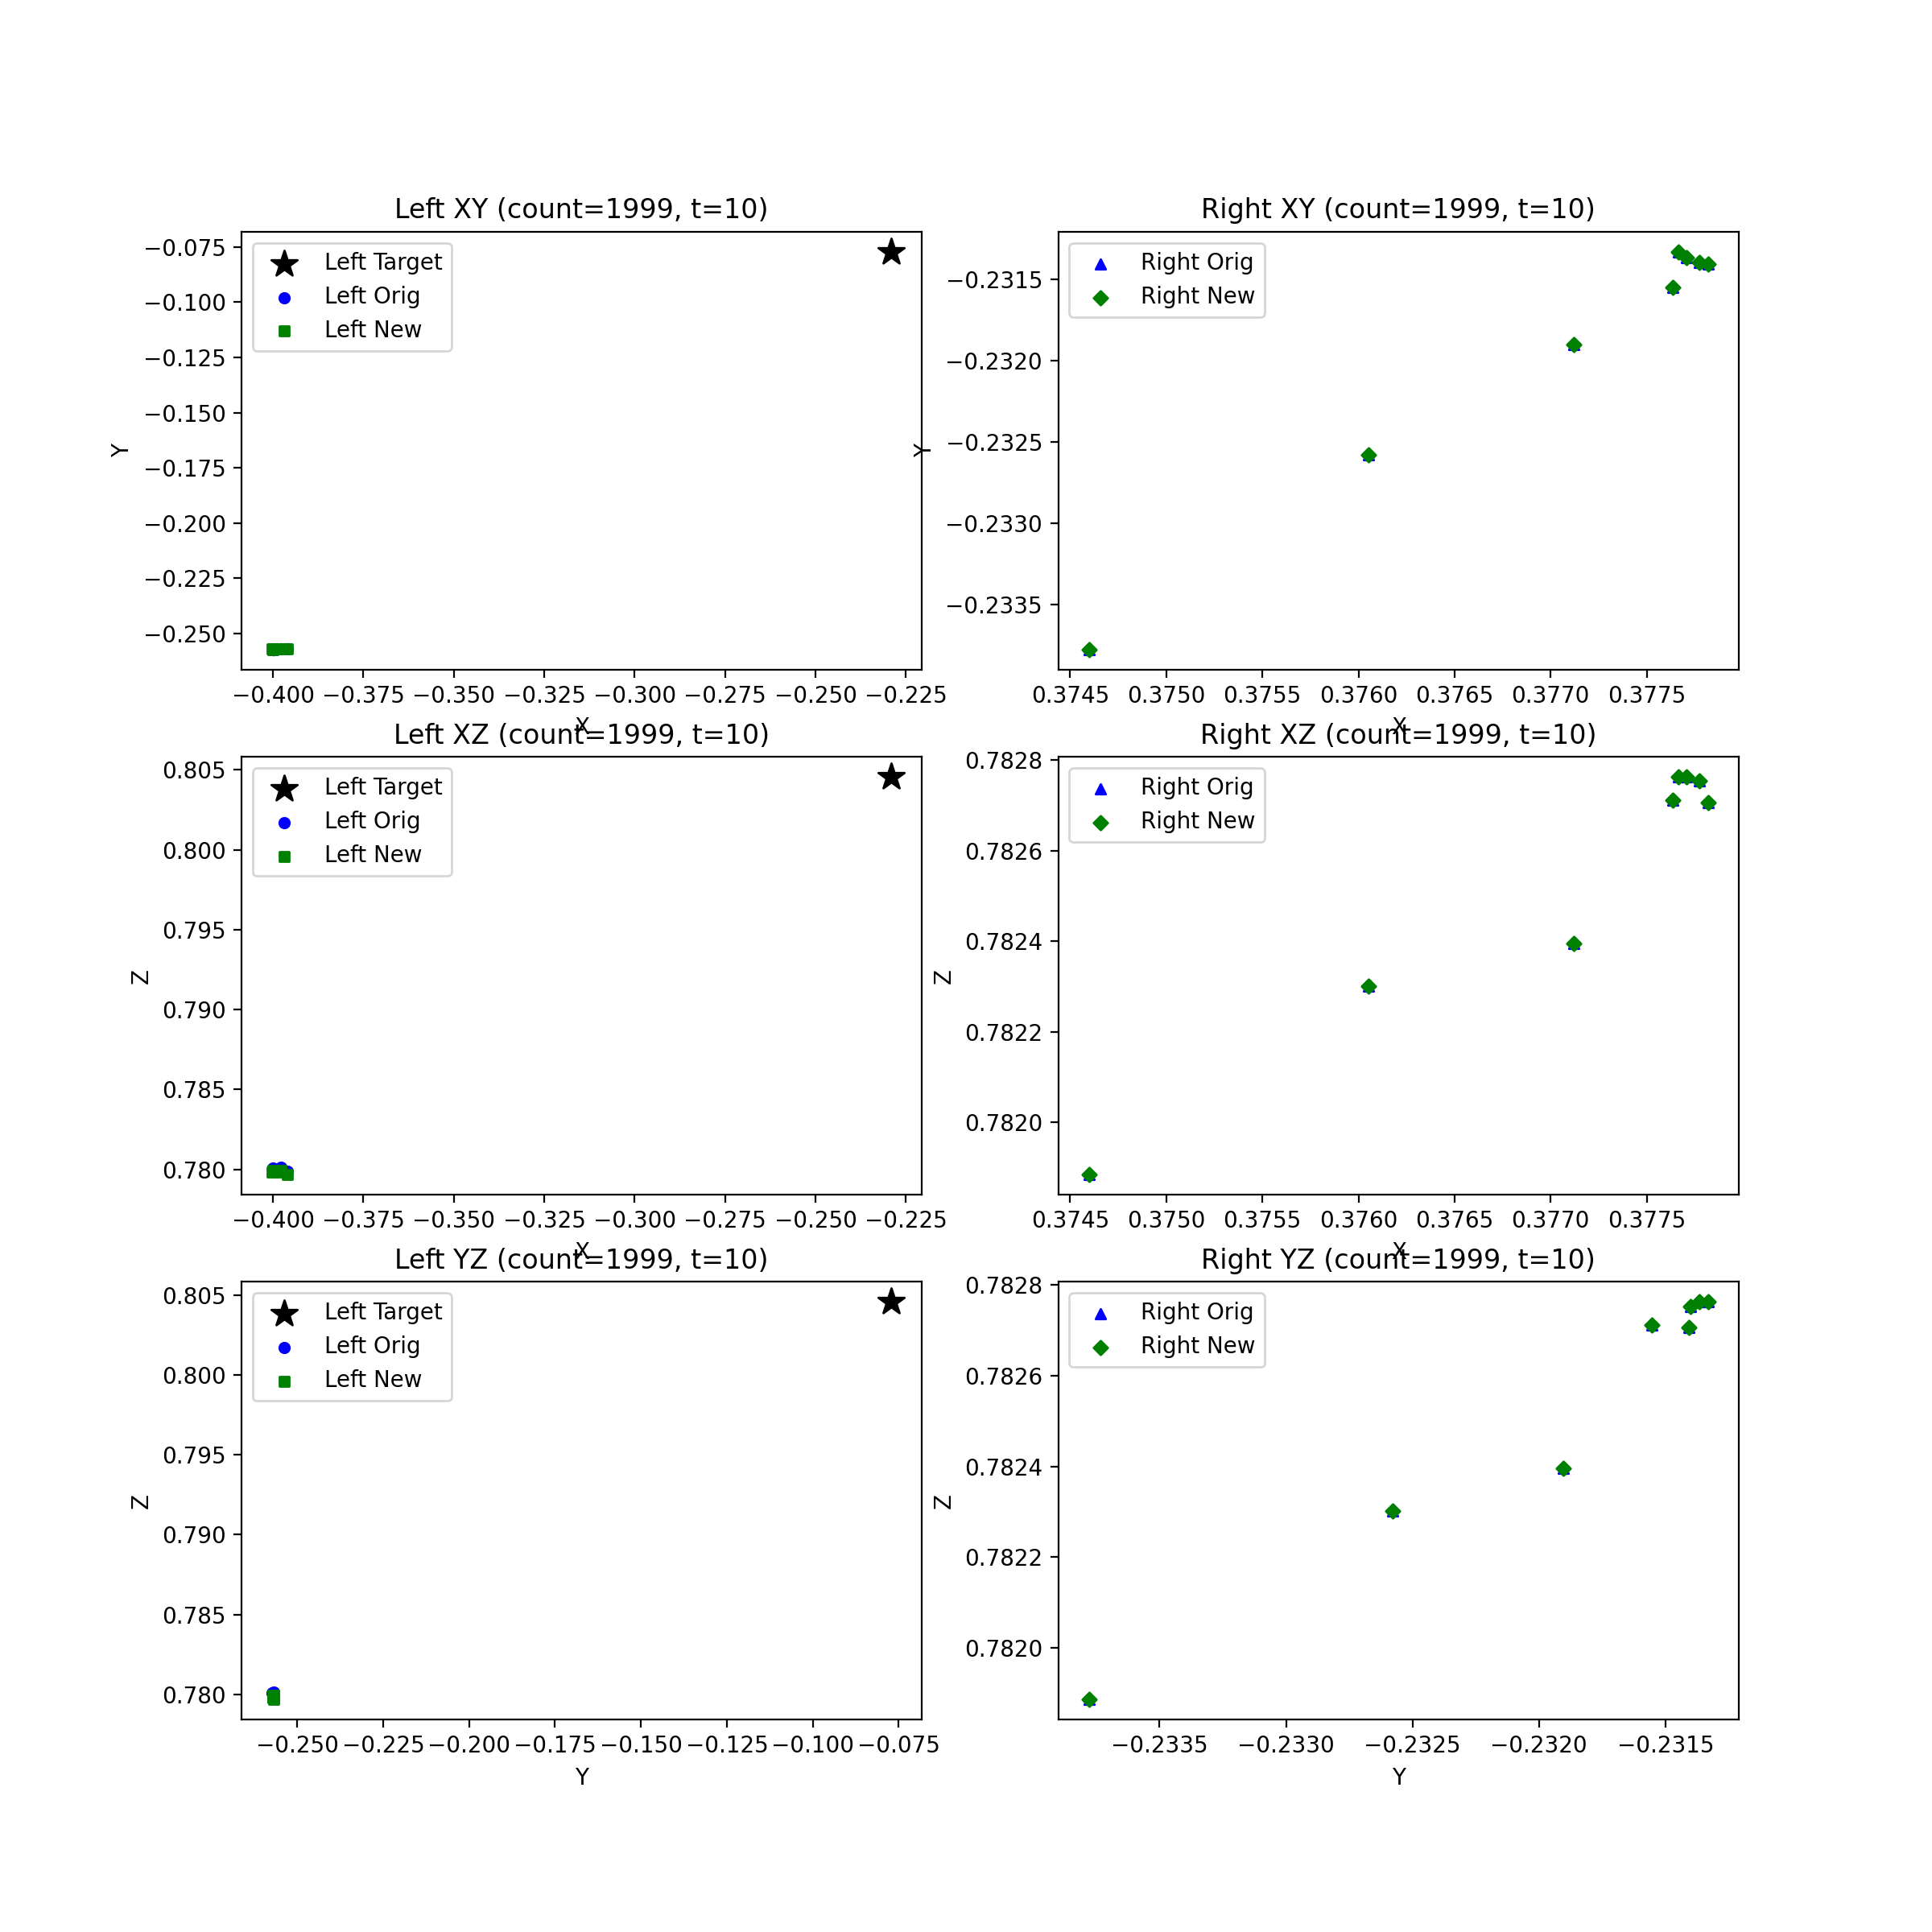 Left XY (count=1999, t=10)
Left Target
Left Orig
Left New
Y
−0.075
−0.100
−0.125
−0.150
−0.175
−0.200
−0.225
−0.250
−0.400 −0.375 −0.350 −0.325 −0.300 −0.275 −0.250 −0.225
X
Right XY (count=1999, t=10)
Right Orig
Right New
Y
−0.2315
−0.2320
−0.2325
−0.2330
−0.2335
0.3745 0.3750 0.3755 0.3760 0.3765 0.3770 0.3775
X
Left XZ (count=1999, t=10)
Left Target
Left Orig
Left New
Z
0.805
0.800
0.795
0.790
0.785
0.780
−0.400 −0.375 −0.350 −0.325 −0.300 −0.275 −0.250 −0.225
X
Right XZ (count=1999, t=10)
Right Orig
Right New
Z
0.7828
0.7826
0.7824
0.7822
0.7820
0.3745 0.3750 0.3755 0.3760 0.3765 0.3770 0.3775
X
Left YZ (count=1999, t=10)
Left Target
Left Orig
Left New
Z
0.805
0.800
0.795
0.790
0.785
0.780
−0.250 −0.225 −0.200 −0.175 −0.150 −0.125 −0.100 −0.075
Y
Right YZ (count=1999, t=10)
Right Orig
Right New
Z
0.7828
0.7826
0.7824
0.7822
0.7820
−0.2335 −0.2330 −0.2325 −0.2320 −0.2315
Y